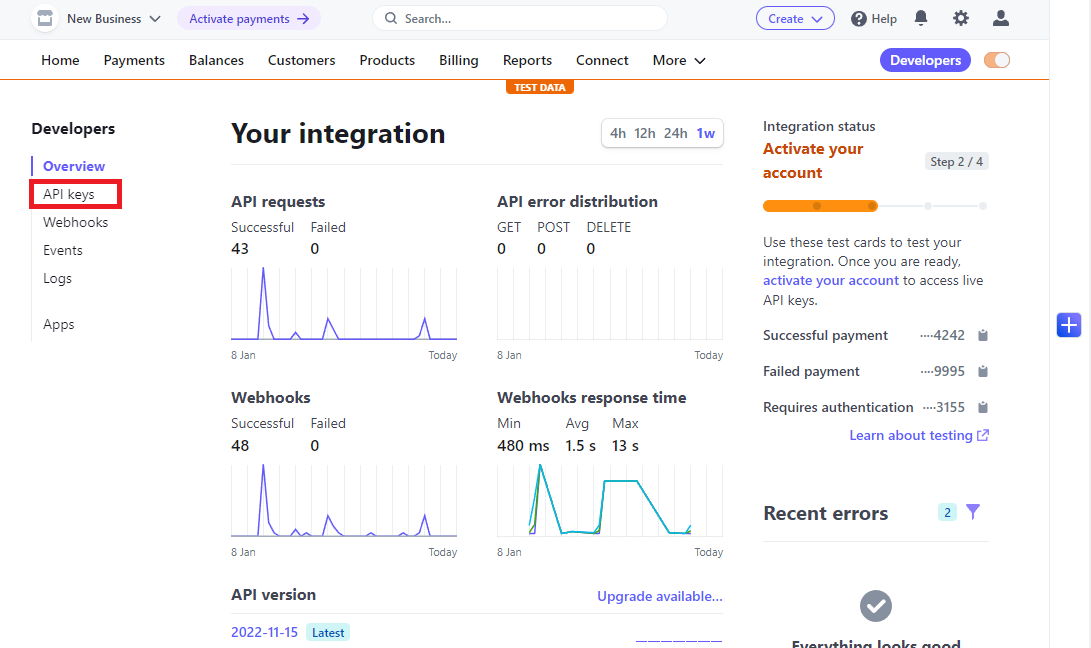 New Business
Activate payments →
Search...
Create
Help
Home
Payments
Balances
Customers
Products
Billing
Reports
Connect
More
Developers
TEST DATA
Developers
Overview
API keys
Webhooks
Events
Logs
Apps
Your integration
4h 12h 24h 1w
API requests
Successful Failed
43 0
8 Jan Today
API error distribution
GET POST DELETE
0 0 0
8 Jan Today
Webhooks
Successful Failed
48 0
8 Jan Today
Webhooks response time
Min Avg Max
480 ms 1.5 s 13 s
8 Jan Today
API version
Upgrade available...
2022-11-15 Latest
Integration status
Activate your
account
Step 2 / 4
Use these test cards to test your
integration. Once you are ready,
activate your account to access live
API keys.
Successful payment ····4242
Failed payment ····9995
Requires authentication ····3155
Learn about testing
Recent errors 2
Everything looks good